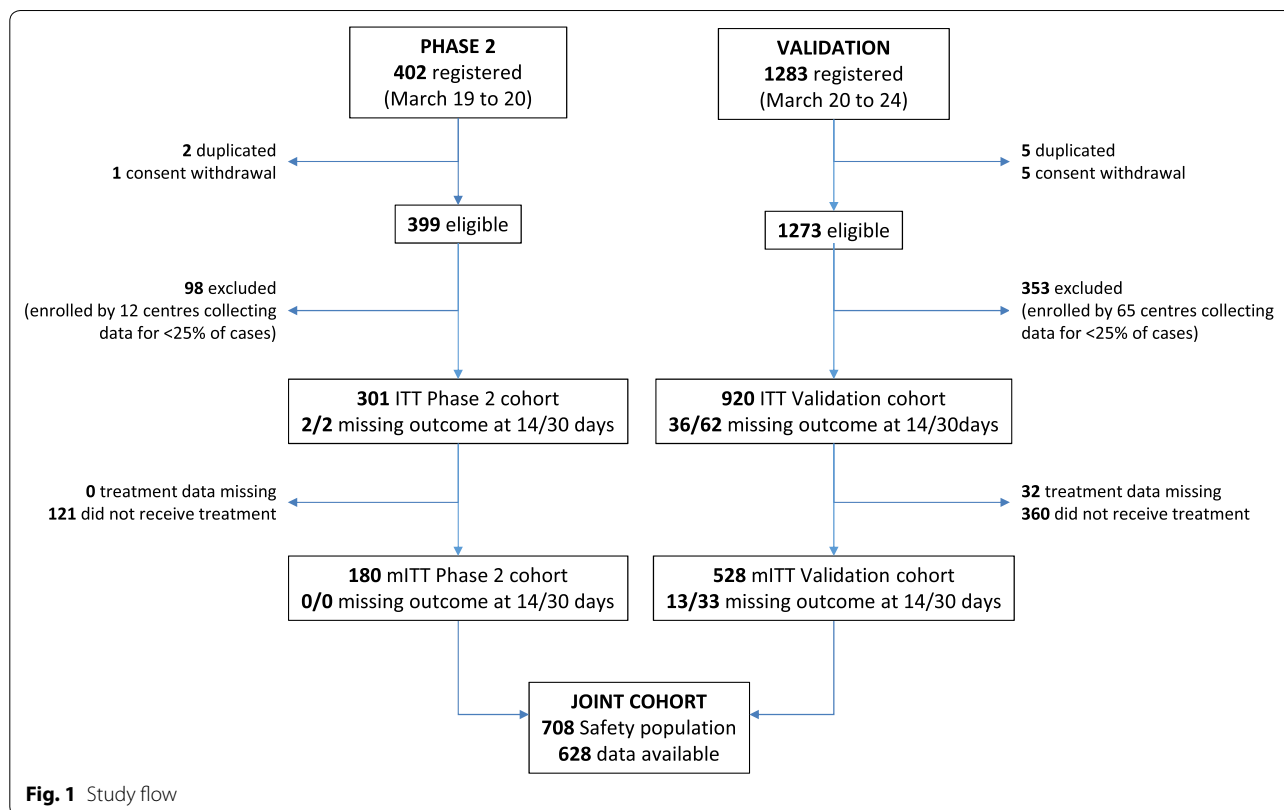 PHASE 2
402 registered
(March 19 to 20)
VALIDATION
1283 registered
(March 20 to 24)
2 duplicated
1 consent withdrawal
5 duplicated
5 consent withdrawal
399 eligible
1273 eligible
98 excluded
(enrolled by 12 centres collecting
data for <25% of cases)
353 excluded
(enrolled by 65 centres collecting
data for <25% of cases)
301 ITT Phase 2 cohort
2/2 missing outcome at 14/30 days
920 ITT Validation cohort
36/62 missing outcome at 14/30days
0 treatment data missing
121 did not receive treatment
32 treatment data missing
360 did not receive treatment
180 mITT Phase 2 cohort
0/0 missing outcome at 14/30 days
528 mITT Validation cohort
13/33 missing outcome at 14/30 days
JOINT COHORT
708 Safety population
628 data available
Fig. 1 Study flow